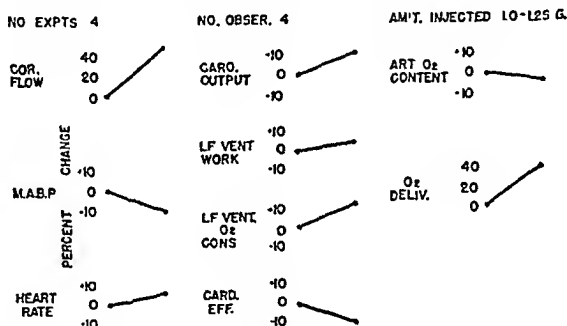 NO EXPTS 4
NO. OBSER. 4
AM'T. INJECTED 1.0-1.25 G.
COR.
FLOW
40
20
0
CARD.
OUTPUT
+10
0
-10
ART O2
CONTENT
+10
0
-10
PERCENT CHANGE
M.A.B.P
+10
0
-10
LF VENT
WORK
+10
0
-10
O2
DELIV.
40
20
0
LF VENT.
O2
CONS
+10
0
-10
HEART
RATE
+10
0
-10
CARD.
EFF.
+10
0
-10